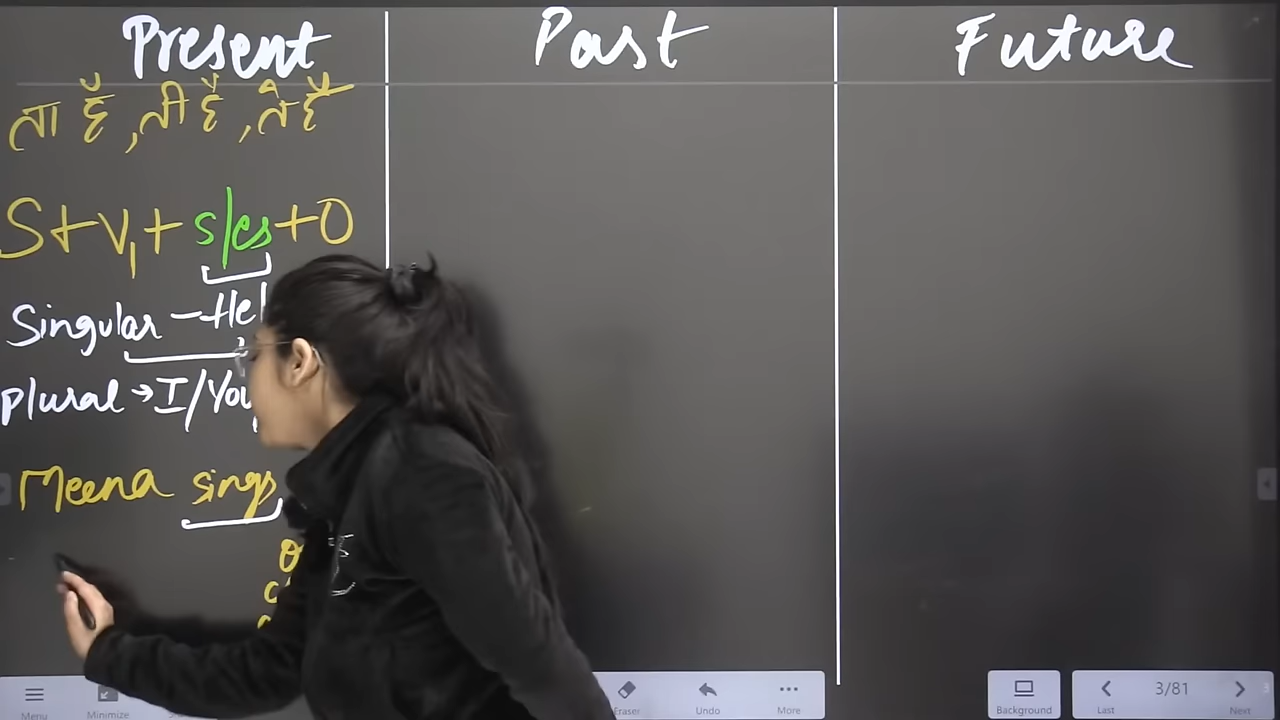 Present Past Future
ता है, ती है, ते हैं
S+V1+ s/es +O
Singular - He/
plural → I/You
Meena sings
Menu Minimize Eraser Undo More Background Last 3/81 Next